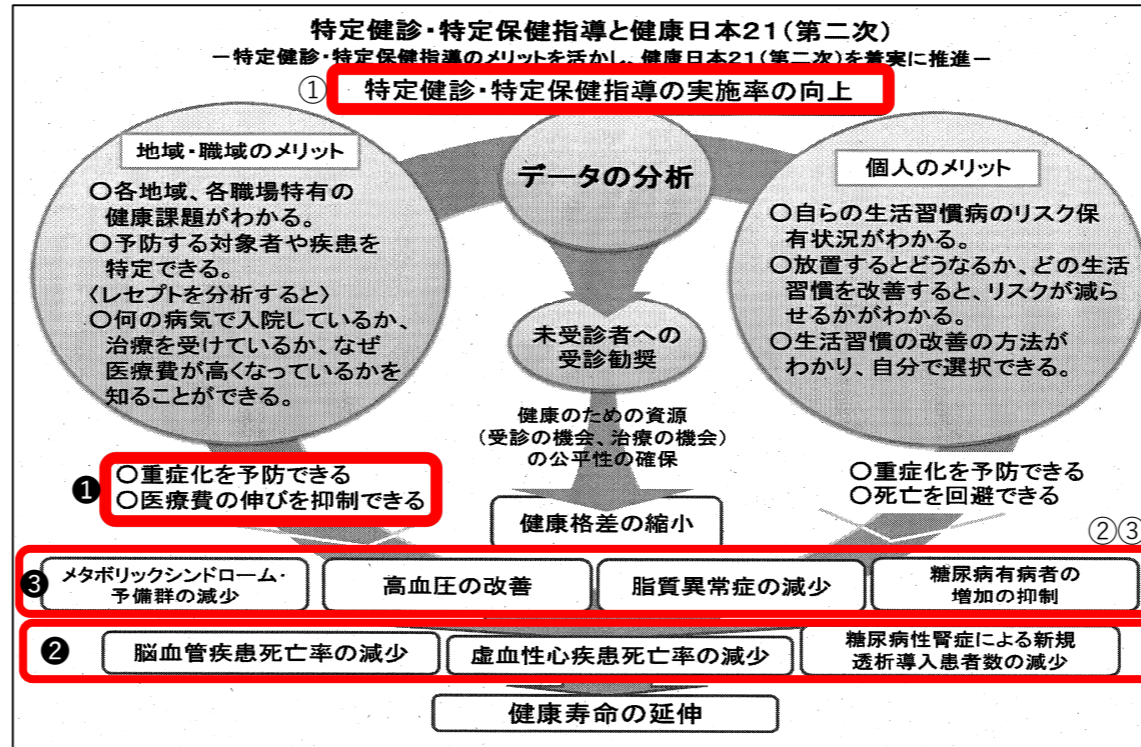 特定健診・特定保健指導と健康日本21(第二次)
－特定健診・特定保健指導のメリットを活かし、健康日本21(第二次)を着実に推進－
①
特定健診・特定保健指導の実施率の向上
地域・職域のメリット
○各地域、各職場特有の
健康課題がわかる。
○予防する対象者や疾患を
特定できる。
〈レセプトを分析すると〉
○何の病気で入院しているか、
治療を受けているか、なぜ
医療費が高くなっているかを
知ることができる。
データの分析
未受診者への
受診勧奨
健康のための資源
(受診の機会、治療の機会)
の公平性の確保
健康格差の縮小
個人のメリット
○自らの生活習慣病のリスク保
有状況がわかる。
○放置するとどうなるか、どの生活
習慣を改善すると、リスクが減ら
せるかがわかる。
○生活習慣の改善の方法が
わかり、自分で選択できる。
❶
○重症化を予防できる
○医療費の伸びを抑制できる
○重症化を予防できる
○死亡を回避できる
②③
❸
メタボリックシンドローム・
予備群の減少
高血圧の改善
脂質異常症の減少
糖尿病有病者の
増加の抑制
❷
脳血管疾患死亡率の減少
虚血性心疾患死亡率の減少
糖尿病性腎症による新規
透析導入患者数の減少
健康寿命の延伸